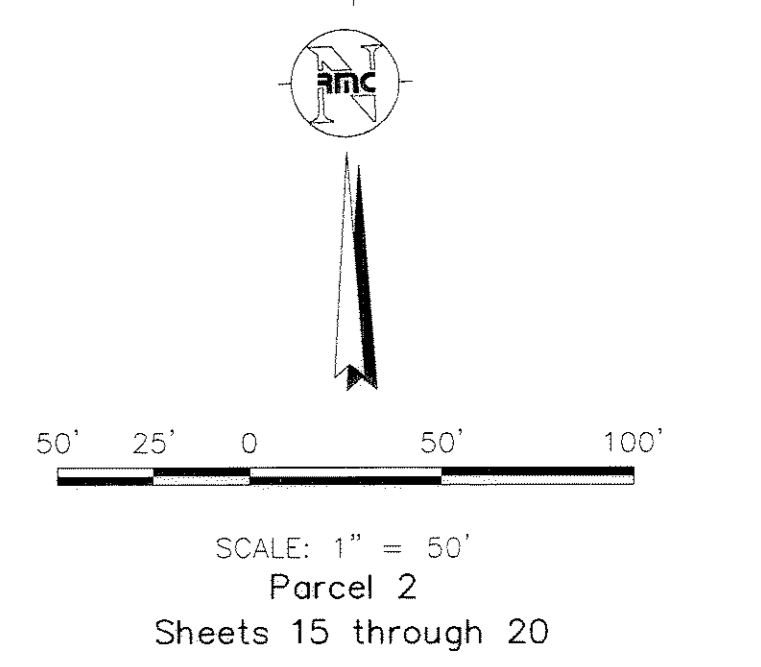 N
RMC
50' 25' 0 50' 100'
SCALE: 1" = 50'
Parcel 2
Sheets 15 through 20